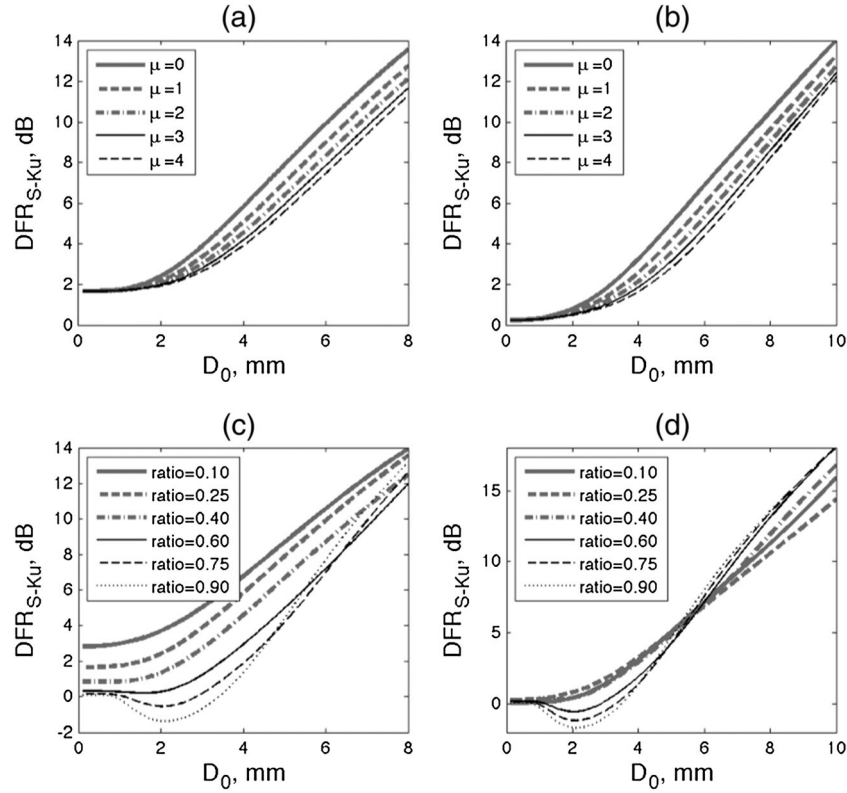 (a)
14
12
10
8
6
4
2
0
DFR_S-Ku, dB
μ=0
μ=1
μ=2
μ=3
μ=4
0 2 4 6 8
D_0, mm
(b)
14
12
10
8
6
4
2
0
DFR_S-Ku, dB
μ=0
μ=1
μ=2
μ=3
μ=4
0 2 4 6 8 10
D_0, mm
(c)
14
12
10
8
6
4
2
0
-2
DFR_S-Ku, dB
ratio=0.10
ratio=0.25
ratio=0.40
ratio=0.60
ratio=0.75
ratio=0.90
0 2 4 6 8
D_0, mm
(d)
15
10
5
0
DFR_S-Ku, dB
ratio=0.10
ratio=0.25
ratio=0.40
ratio=0.60
ratio=0.75
ratio=0.90
0 2 4 6 8 10
D_0, mm